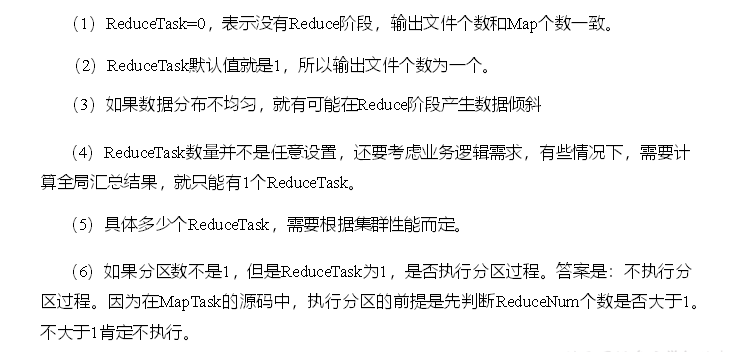 （1）ReduceTask=0，表示没有Reduce阶段，输出文件个数和Map个数一致。
（2）ReduceTask默认值就是1，所以输出文件个数为一个。
（3）如果数据分布不均匀，就有可能在Reduce阶段产生数据倾斜
（4）ReduceTask数量并不是任意设置，还要考虑业务逻辑需求，有些情况下，需要计
算全局汇总结果，就只能有1个ReduceTask。
（5）具体多少个ReduceTask，需要根据集群性能而定。
（6）如果分区数不是1，但是ReduceTask为1，是否执行分区过程。答案是：不执行分
区过程。因为在MapTask的源码中，执行分区的前提是先判断ReduceNum个数是否大于1。
不大于1肯定不执行。